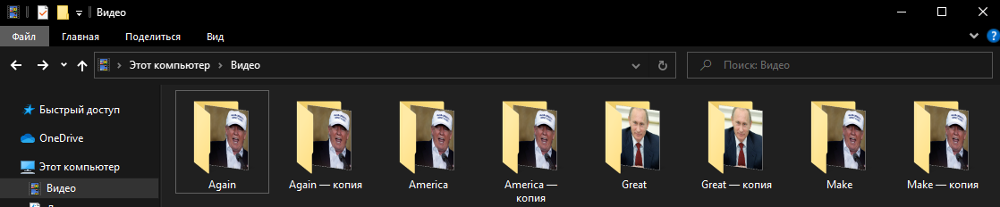 Видео
Файл Главная Поделиться Вид
Этот компьютер Видео
Поиск: Видео
Быстрый доступ
OneDrive
Этот компьютер
Видео
Again
Again — копия
America
America —
копия
Great
Great — копия
Make
Make — копия